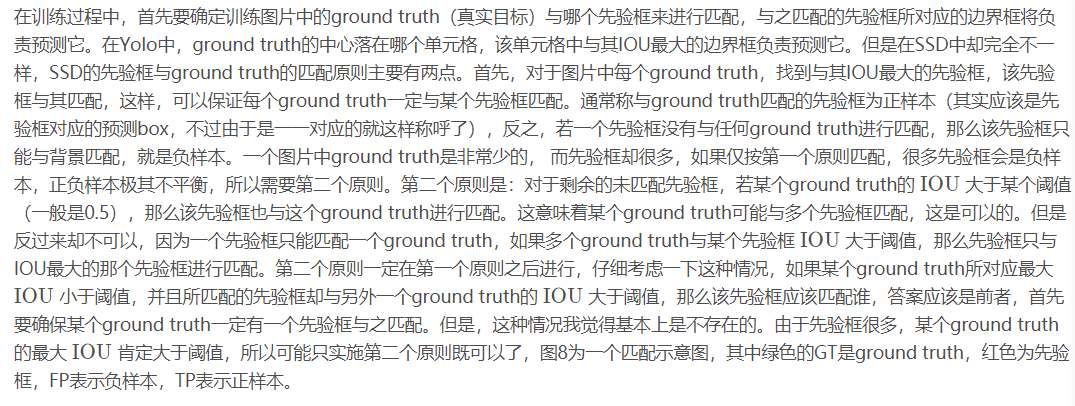 在训练过程中，首先要确定训练图片中的ground truth（真实目标）与哪个先验框来进行匹配，与之匹配的先验框所对应的边界框将负
责预测它。在Yolo中，ground truth的中心落在哪个单元格，该单元格中与其IOU最大的边界框负责预测它。但是在SSD中却完全不一
样，SSD的先验框与ground truth的匹配原则主要有两点。首先，对于图片中每个ground truth，找到与其IOU最大的先验框，该先验
框与其匹配，这样，可以保证每个ground truth一定与某个先验框匹配。通常称与ground truth匹配的先验框为正样本（其实应该是先
验框对应的预测box，不过由于是一一对应的就这样称呼了），反之，若一个先验框没有与任何ground truth进行匹配，那么该先验框只
能与背景匹配，就是负样本。一个图片中ground truth是非常少的， 而先验框却很多，如果仅按第一个原则匹配，很多先验框会是负样
本，正负样本极其不平衡，所以需要第二个原则。第二个原则是：对于剩余的未匹配先验框，若某个ground truth的 IOU 大于某个阈值
（一般是0.5），那么该先验框也与这个ground truth进行匹配。这意味着某个ground truth可能与多个先验框匹配，这是可以的。但是
反过来却不可以，因为一个先验框只能匹配一个ground truth，如果多个ground truth与某个先验框 IOU 大于阈值，那么先验框只与
IOU最大的那个先验框进行匹配。第二个原则一定在第一个原则之后进行，仔细考虑一下这种情况，如果某个ground truth所对应最大
IOU 小于阈值，并且所匹配的先验框却与另外一个ground truth的 IOU 大于阈值，那么该先验框应该匹配谁，答案应该是前者，首先
要确保某个ground truth一定有一个先验框与之匹配。但是，这种情况我觉得基本上是不存在的。由于先验框很多，某个ground truth
的最大 IOU 肯定大于阈值，所以可能只实施第二个原则既可以了，图8为一个匹配示意图，其中绿色的GT是ground truth，红色为先验
框，FP表示负样本，TP表示正样本。